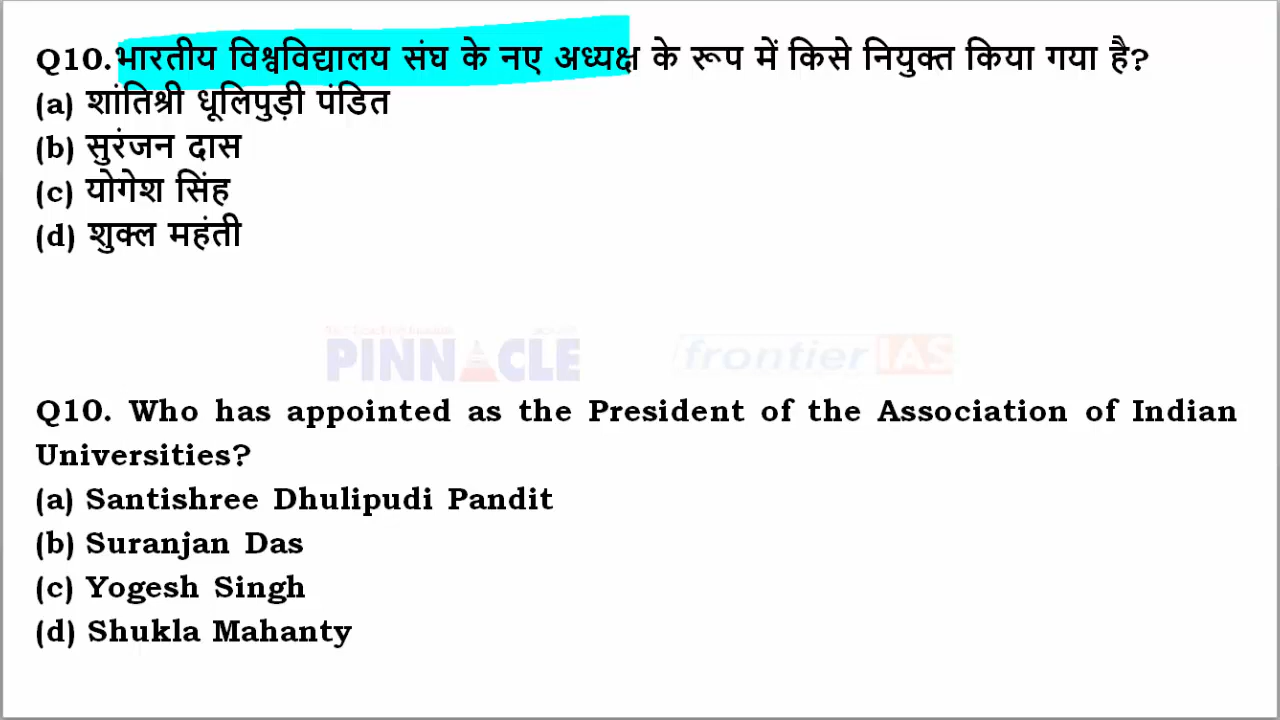 Q10.भारतीय विश्वविद्यालय संघ के नए अध्यक्ष के रूप में किसे नियुक्त किया गया है?
(a) शांतिश्री धूलिपुड़ी पंडित
(b) सुरंजन दास
(c) योगेश सिंह
(d) शुक्ल महंती
PINNACLE frontier IAS
Q10. Who has appointed as the President of the Association of Indian
Universities?
(a) Santishree Dhulipudi Pandit
(b) Suranjan Das
(c) Yogesh Singh
(d) Shukla Mahanty